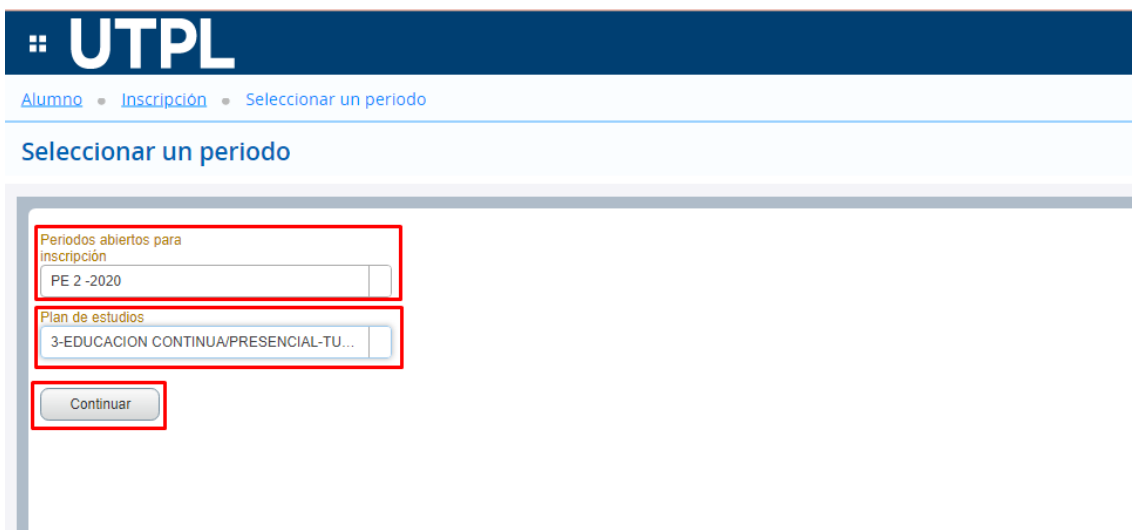 UTPL
Alumno • Inscripción • Seleccionar un periodo
Seleccionar un periodo
Periodos abiertos para
inscripción
PE 2 -2020
Plan de estudios
3-EDUCACION CONTINUA/PRESENCIAL-TU...
Continuar